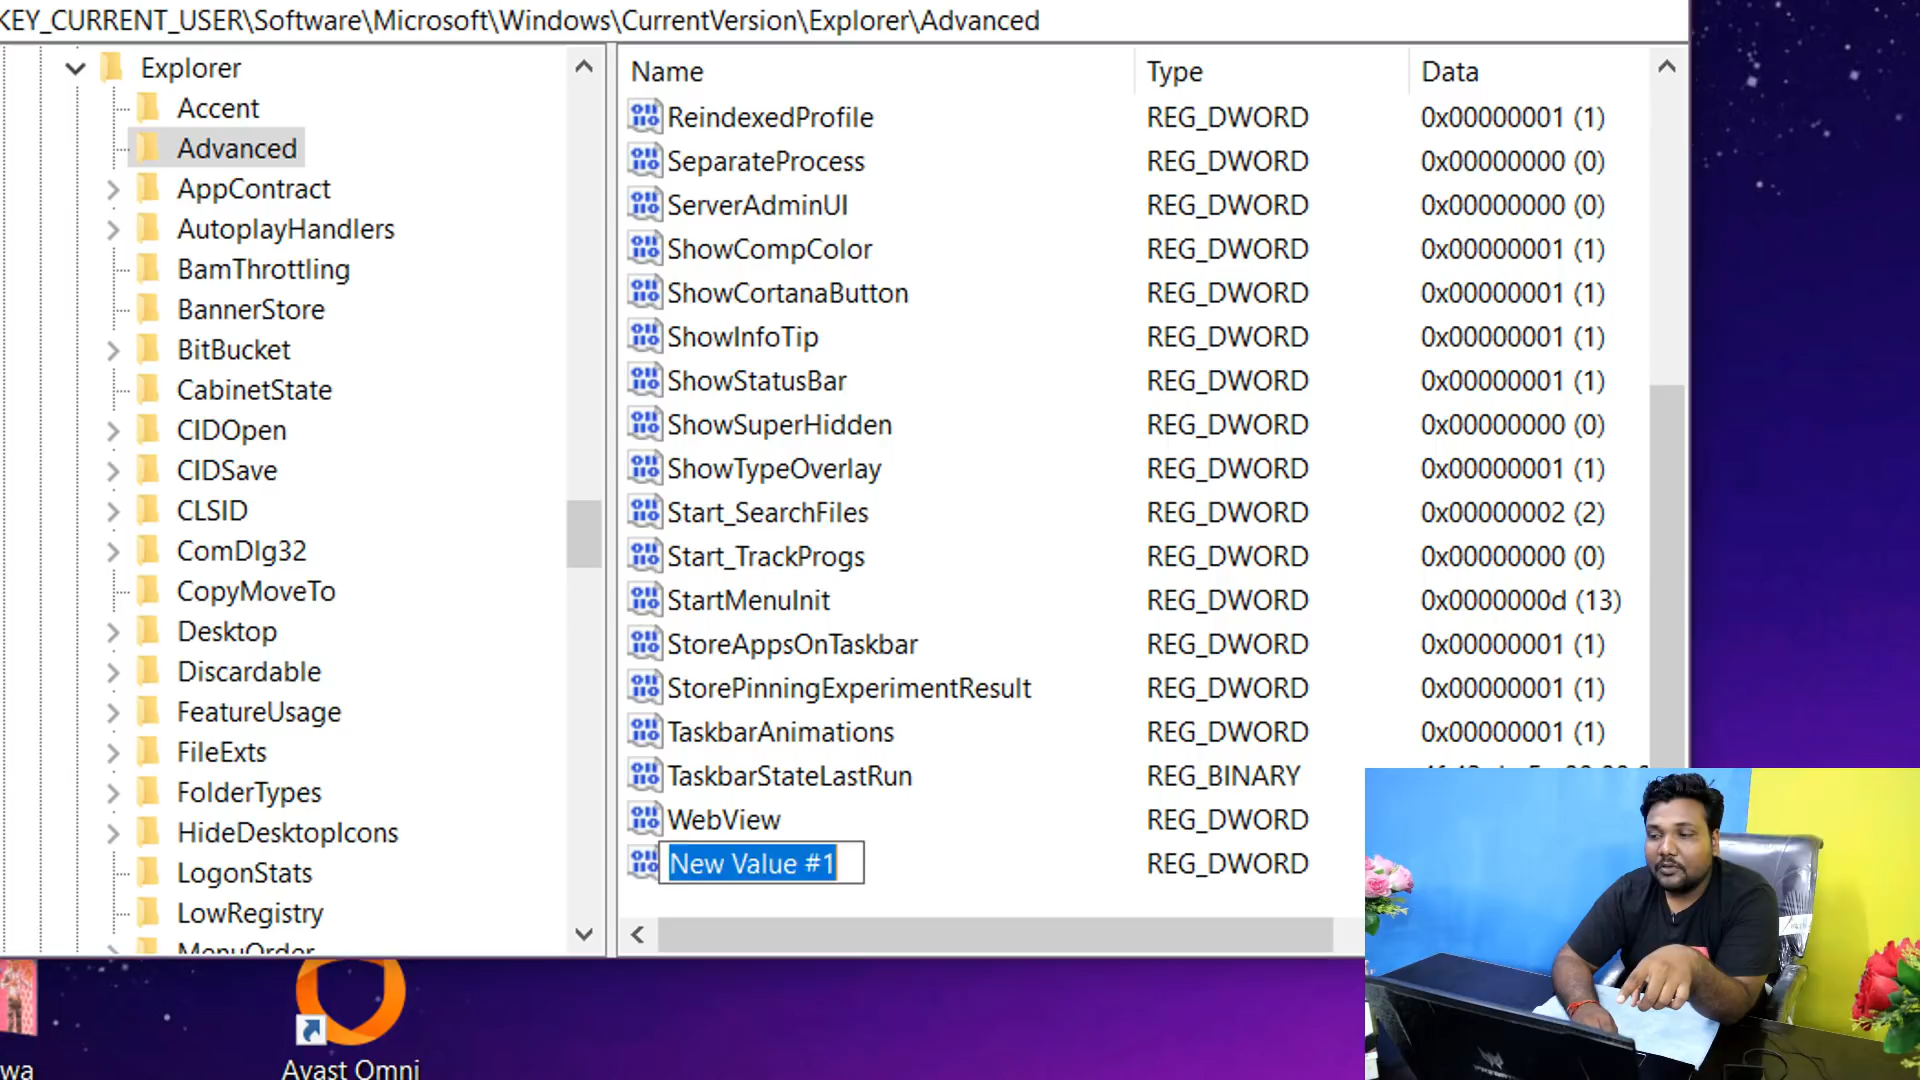 KEY_CURRENT_USER\Software\Microsoft\Windows\CurrentVersion\Explorer\Advanced
Explorer
Accent
Advanced
AppContract
AutoplayHandlers
BamThrottling
BannerStore
BitBucket
CabinetState
CIDOpen
CIDSave
CLSID
ComDlg32
CopyMoveTo
Desktop
Discardable
FeatureUsage
FileExts
FolderTypes
HideDesktopIcons
LogonStats
LowRegistry
MenuOrder
Name Type Data
ReindexedProfile REG_DWORD 0x00000001 (1)
SeparateProcess REG_DWORD 0x00000000 (0)
ServerAdminUI REG_DWORD 0x00000000 (0)
ShowCompColor REG_DWORD 0x00000001 (1)
ShowCortanaButton REG_DWORD 0x00000001 (1)
ShowInfoTip REG_DWORD 0x00000001 (1)
ShowStatusBar REG_DWORD 0x00000001 (1)
ShowSuperHidden REG_DWORD 0x00000000 (0)
ShowTypeOverlay REG_DWORD 0x00000001 (1)
Start_SearchFiles REG_DWORD 0x00000002 (2)
Start_TrackProgs REG_DWORD 0x00000000 (0)
StartMenuInit REG_DWORD 0x0000000d (13)
StoreAppsOnTaskbar REG_DWORD 0x00000001 (1)
StorePinningExperimentResult REG_DWORD 0x00000001 (1)
TaskbarAnimations REG_DWORD 0x00000001 (1)
TaskbarStateLastRun REG_BINARY
WebView REG_DWORD
New Value #1 REG_DWORD
wa
Avast Omni